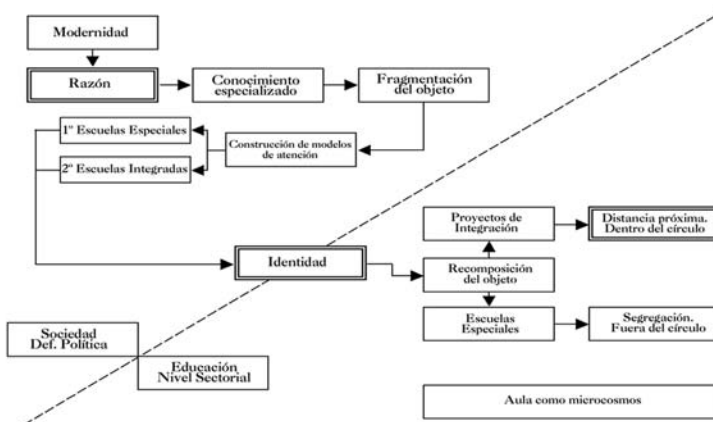 Modernidad
Razón
Conocimiento
especializado
Fragmentación
del objeto
1º Escuelas Especiales
2º Escuelas Integradas
Construcción de modelos
de atención
Identidad
Proyectos de
Integración
Distancia próxima.
Dentro del círculo
Recomposición
del objeto
Escuelas
Especiales
Segregación.
Fuera del círculo
Sociedad
Def. Política
Educación
Nivel Sectorial
Aula como microcosmos